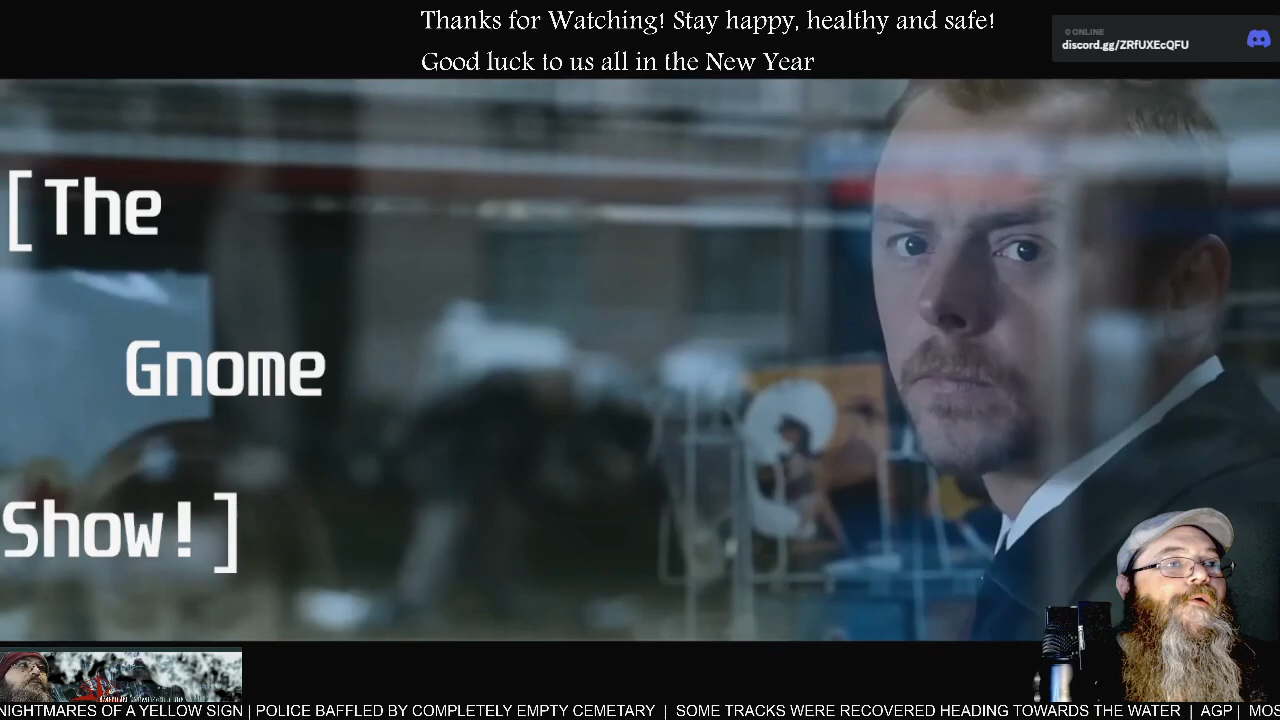 Thanks for Watching! Stay happy, healthy and safe!
Good luck to us all in the New Year
0 ONLINE
discord.gg/ZRfUXEcQFU
[The
Gnome
Show!]
NIGHTMARES OF A YELLOW SIGN | POLICE BAFFLED BY COMPLETELY EMPTY CEMETARY | SOME TRACKS WERE RECOVERED HEADING TOWARDS THE WATER | AGP | MOS